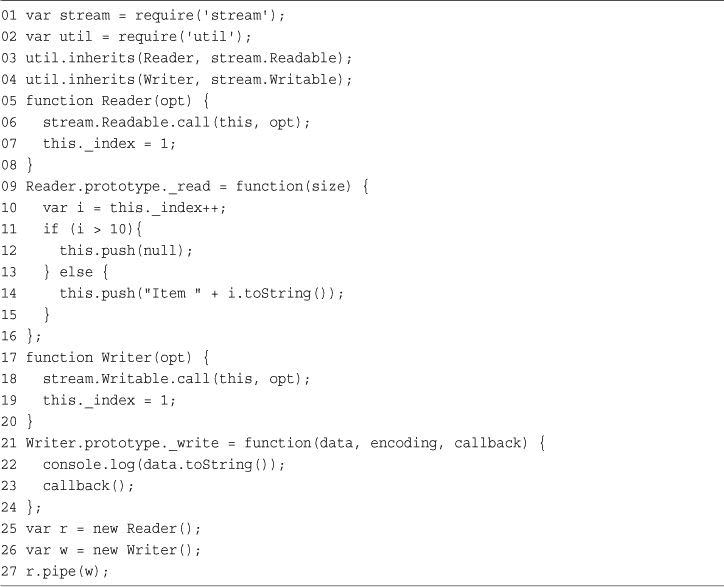 01 var stream = require('stream');
02 var util = require('util');
03 util.inherits(Reader, stream.Readable);
04 util.inherits(Writer, stream.Writable);
05 function Reader(opt) {
06   stream.Readable.call(this, opt);
07   this._index = 1;
08 }
09 Reader.prototype._read = function(size) {
10   var i = this._index++;
11   if (i > 10){
12     this.push(null);
13   } else {
14     this.push("Item " + i.toString());
15   }
16 };
17 function Writer(opt) {
18   stream.Writable.call(this, opt);
19   this._index = 1;
20 }
21 Writer.prototype._write = function(data, encoding, callback) {
22   console.log(data.toString());
23   callback();
24 };
25 var r = new Reader();
26 var w = new Writer();
27 r.pipe(w);